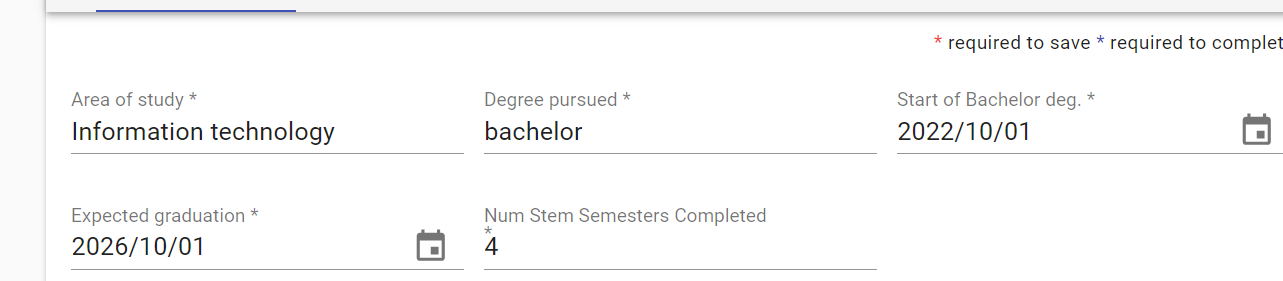 * required to save * required to complet
Area of study *
Information technology
Degree pursued *
bachelor
Start of Bachelor deg. *
2022/10/01
Expected graduation *
2026/10/01
Num Stem Semesters Completed
*
4